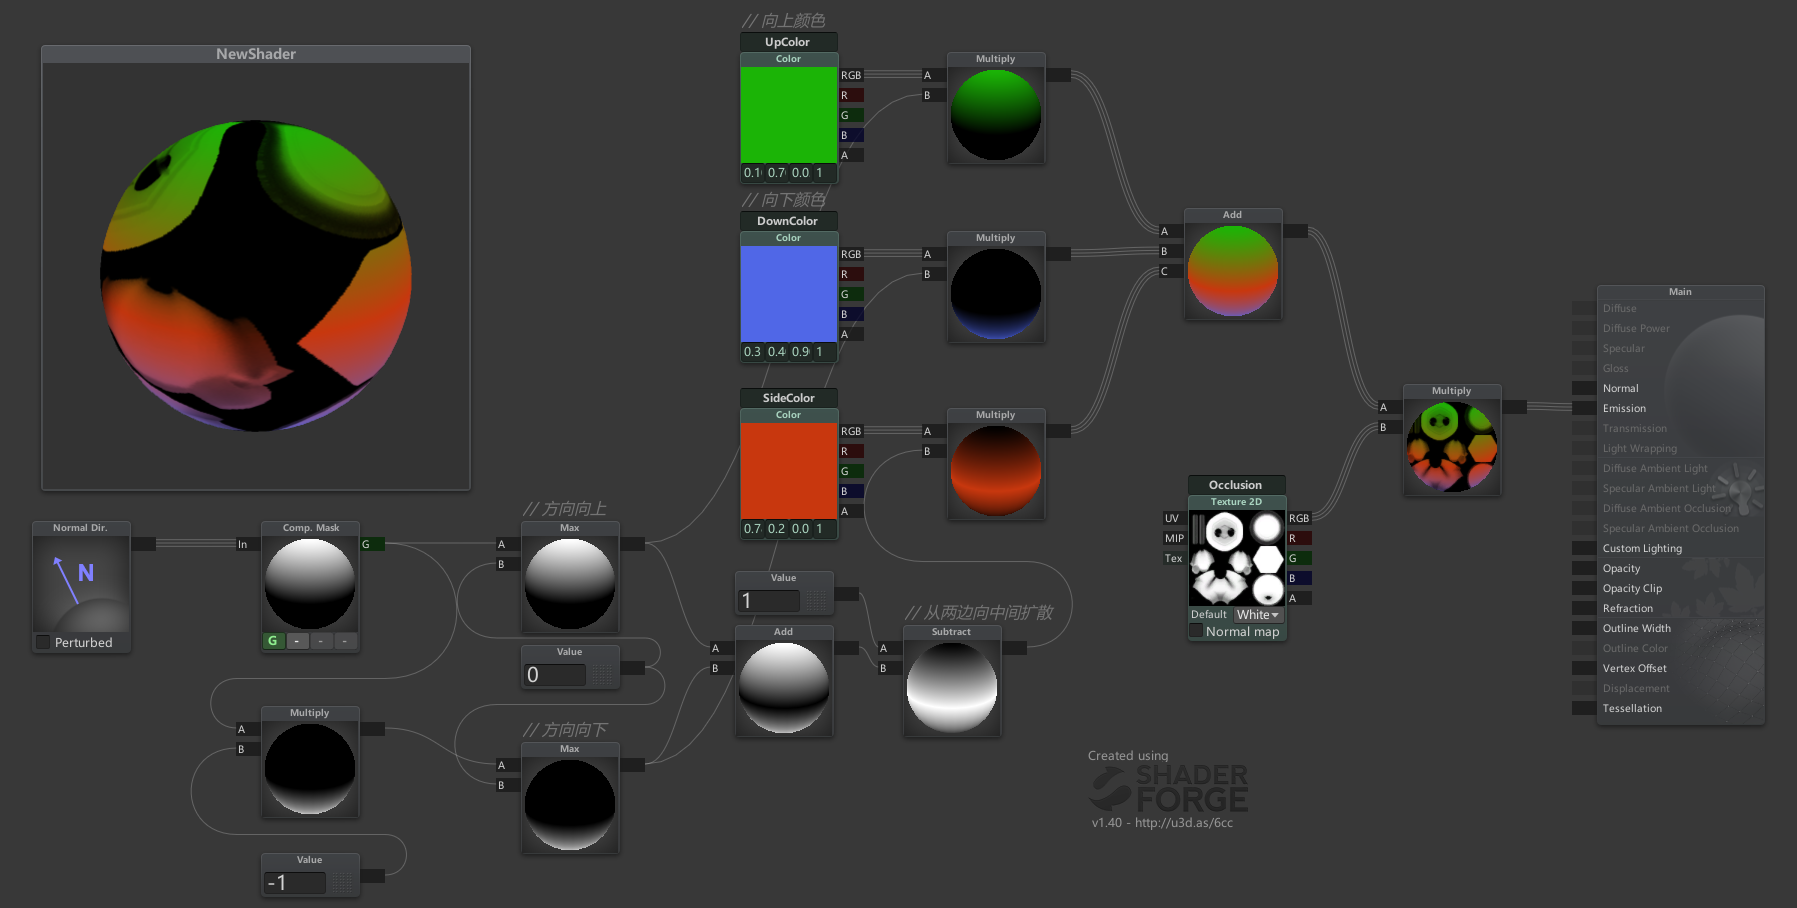 // 向上颜色
NewShader
UpColor
Color
RGB
R
G
B
A
0.1 0.7 0.0 1
Multiply
A
B
// 向下颜色
DownColor
Color
RGB
R
G
B
A
0.3 0.4 0.9 1
Multiply
A
B
SideColor
Color
RGB
R
G
B
A
0.7 0.2 0.0 1
Multiply
A
B
Add
A
B
C
Multiply
A
B
Main
Diffuse
Diffuse Power
Specular
Gloss
Normal
Emission
Transmission
Light Wrapping
Diffuse Ambient Light
Specular Ambient Light
Diffuse Ambient Occlusion
Specular Ambient Occlusion
Custom Lighting
Opacity
Opacity Clip
Refraction
Outline Width
Outline Color
Vertex Offset
Displacement
Tessellation
Occlusion
Texture 2D
UV
MIP
Tex
RGB
R
G
B
A
Default White
Normal map
Normal Dir.
N
Perturbed
Comp. Mask
In
G
G - - -
// 方向向上
Max
A
B
Value
0
Value
1
Add
A
B
// 从两边向中间扩散
Subtract
A
B
Multiply
A
B
// 方向向下
Max
A
B
Value
-1
Created using
SHADER
FORGE
v1.40 - http://u3d.as/6cc